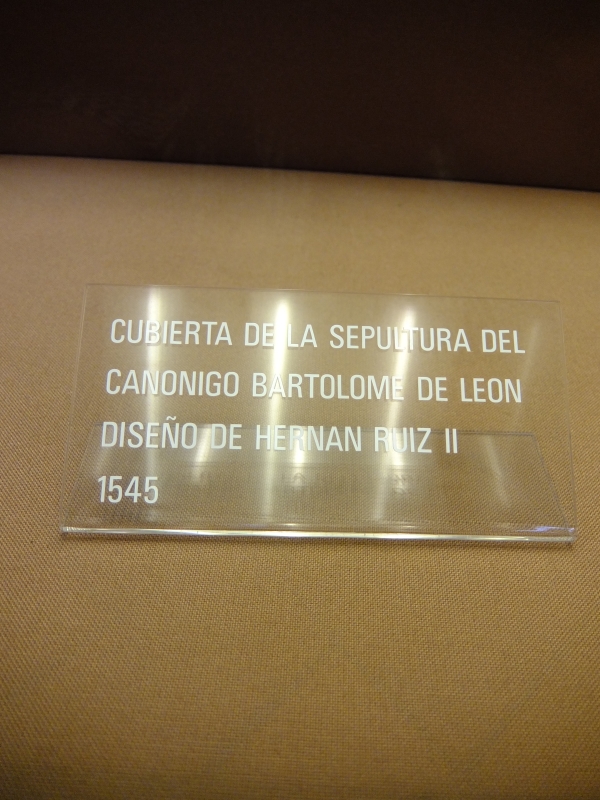 CUBIERTA DE LA SEPULTURA DEL
CANONIGO BARTOLOME DE LEON
DISEÑO DE HERNAN RUIZ II
1545